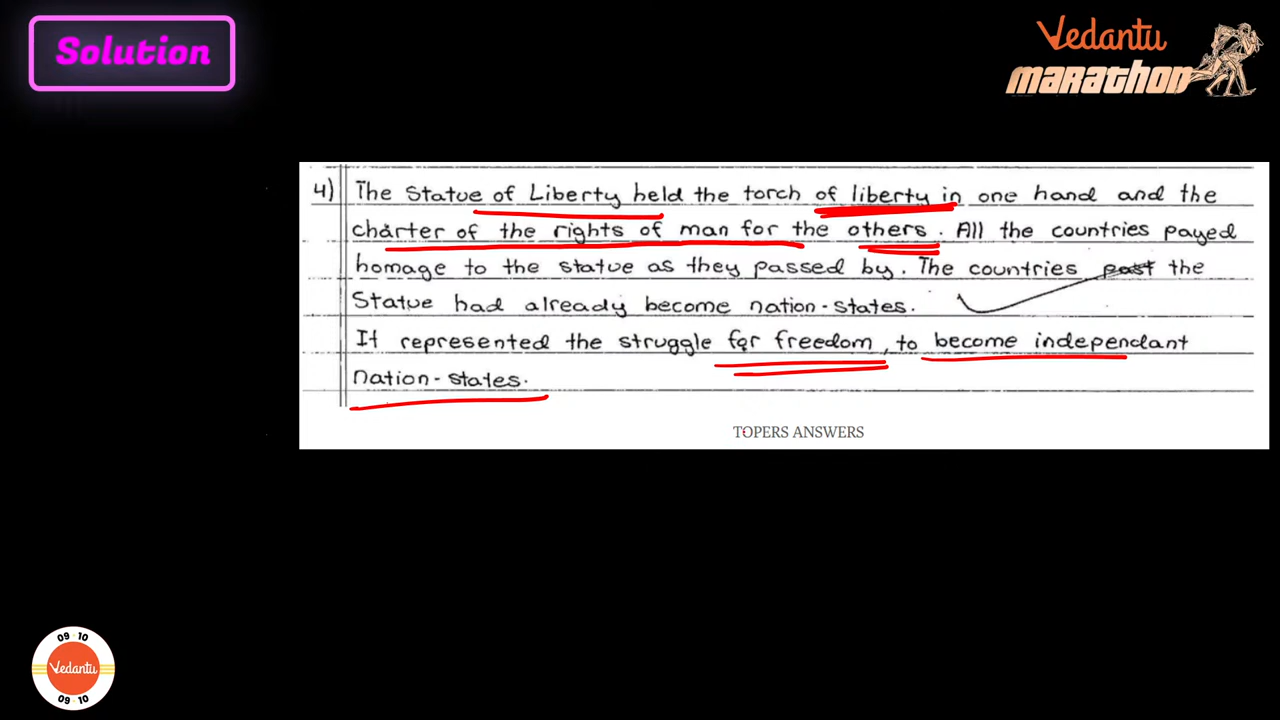 Solution
Vedantu
MARATHON
4) The Statue of Liberty held the torch of liberty in one hand and the
charter of the rights of man for the others. All the countries payed
homage to the statue as they passed by. The countries past the
Statue had already become nation-states.
It represented the struggle for freedom, to become independant
nation-states.
TOPERS ANSWERS
09-10
Vedantu
09-10